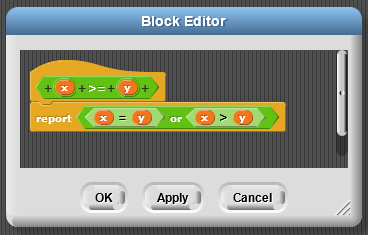 Block Editor
+ x + >= + y +
report x = y or x > y
OK Apply Cancel